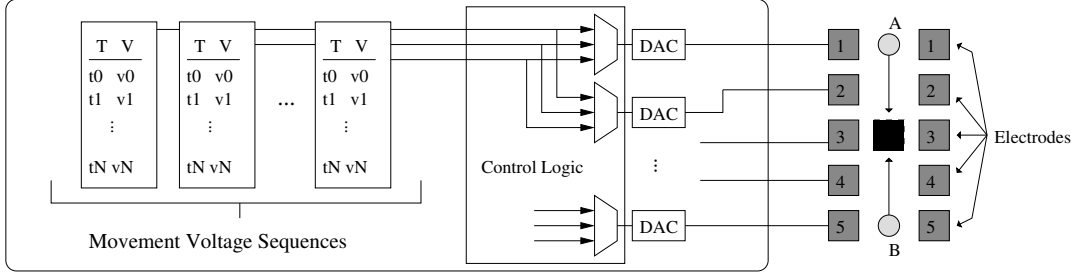 T V
t0 v0
t1 v1
⋮
tN vN
T V
t0 v0
t1 v1
⋮
tN vN
...
T V
t0 v0
t1 v1
⋮
tN vN
Movement Voltage Sequences
Control Logic
DAC
DAC
⋮
DAC
A
1 1
2 2
3 3
4 4
5 5
B
Electrodes